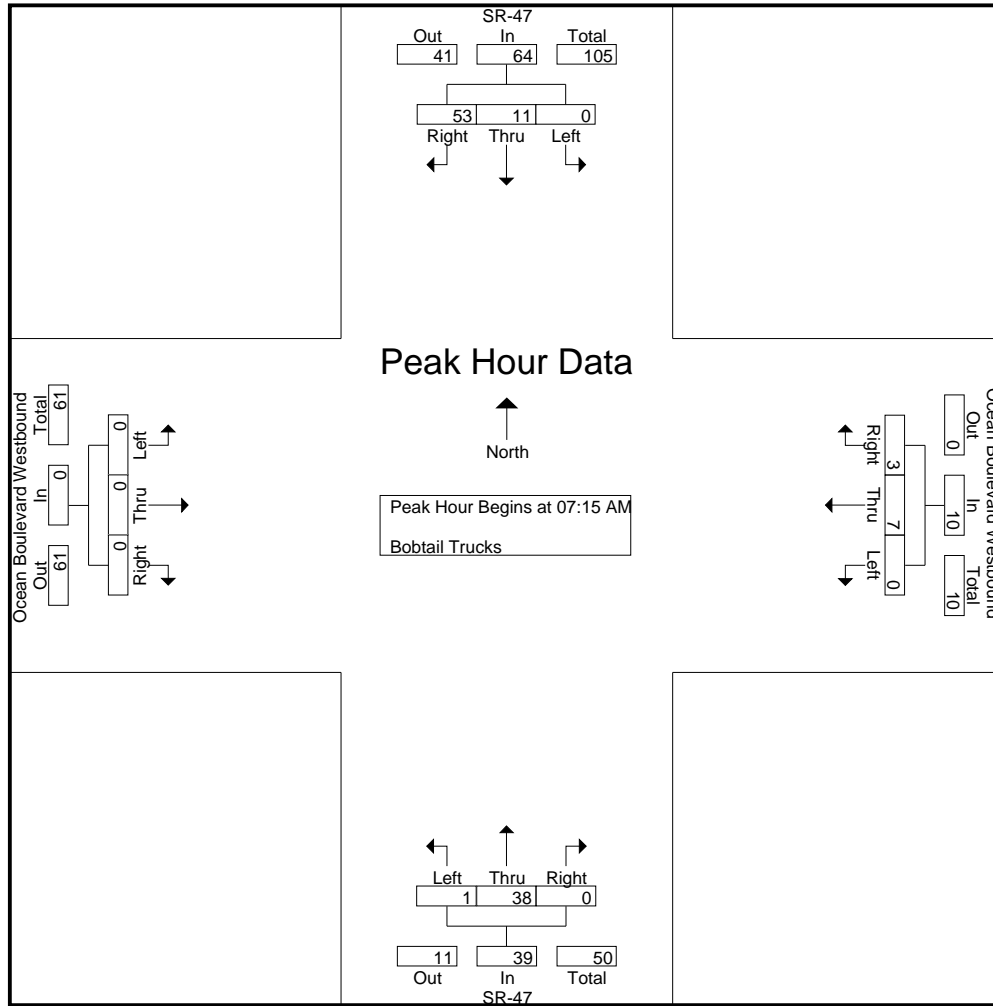 SR-47
Out In Total
41 64 105
53 11 0
Right Thru Left
Peak Hour Data
North
Peak Hour Begins at 07:15 AM
Bobtail Trucks
Ocean Boulevard Westbound
Out In Total
61 0 61
Right Thru Left
0 0 0
Ocean Boulevard Westbound
Out In Total
0 10 10
Right Thru Left
3 7 0
Left Thru Right
1 38 0
11 39 50
Out In Total
SR-47